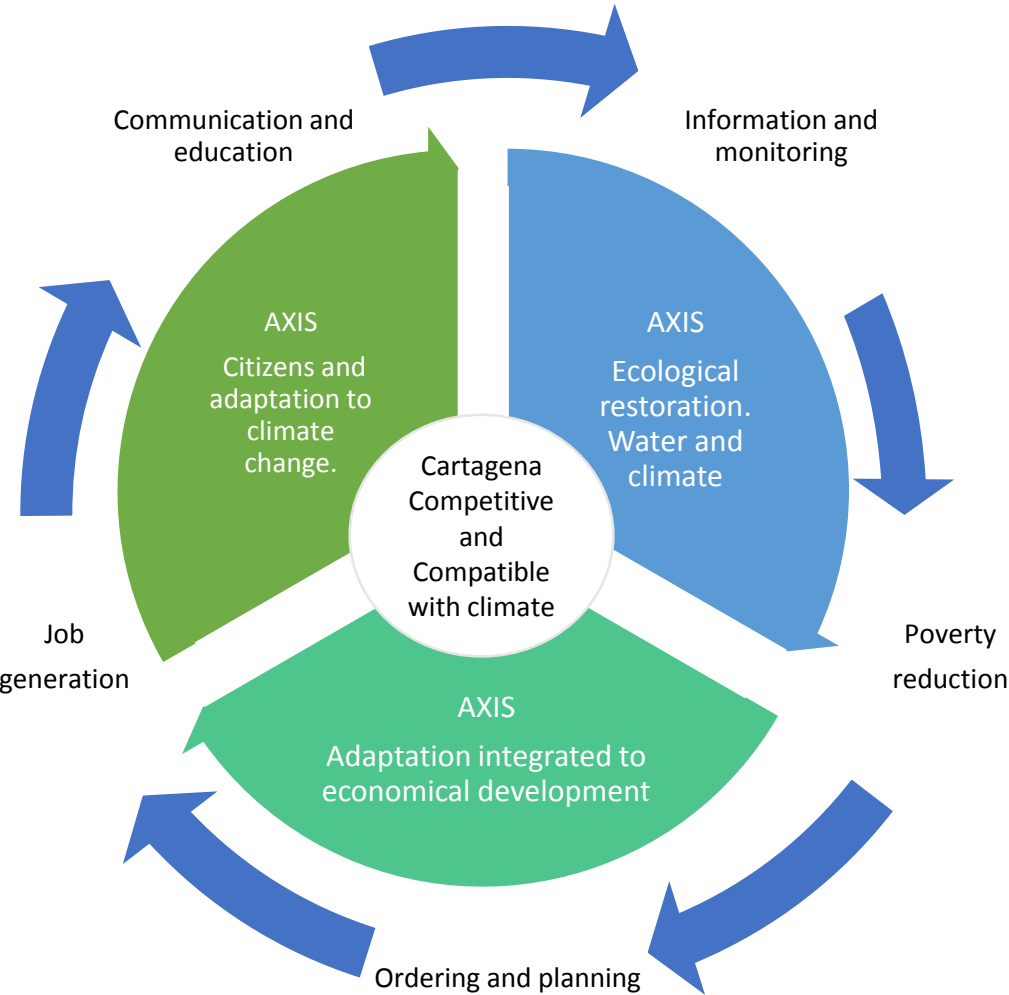 Communication and
education
Information and
monitoring
AXIS
Citizens and
adaptation to
climate
change.
AXIS
Ecological
restoration.
Water and
climate
Cartagena
Competitive
and
Compatible
with climate
Job
generation
Poverty
reduction
AXIS
Adaptation integrated to
economical development
Ordering and planning